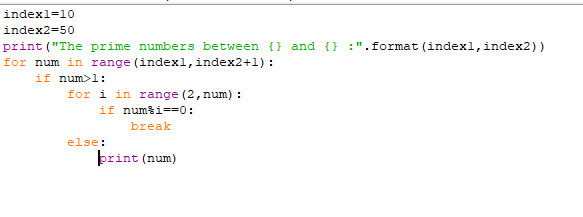 index1=10
index2=50
print("The prime numbers between {} and {} :".format(index1,index2))
for num in range(index1,index2+1):
    if num>1:
        for i in range(2,num):
            if num%i==0:
                break
        else:
            print(num)